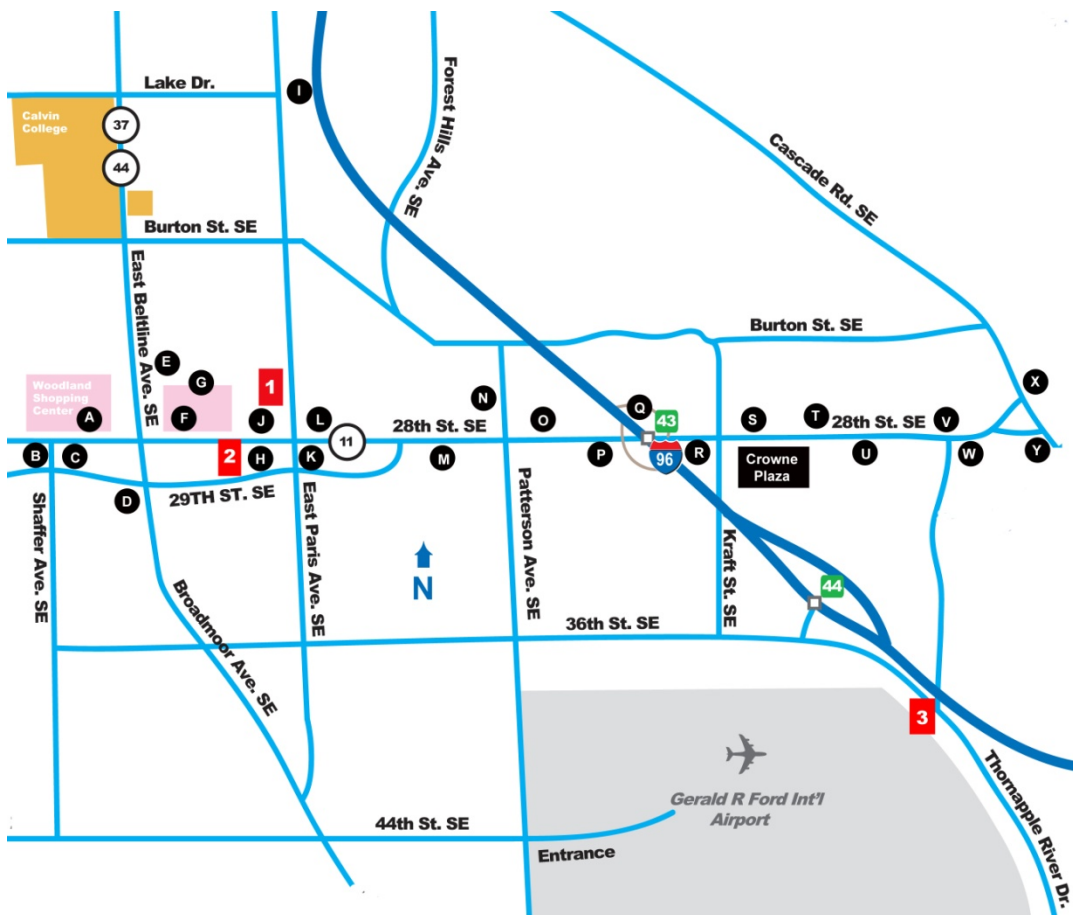 Lake Dr.
I
Forest Hills Ave. SE
Calvin
College
37
44
Cascade Rd. SE
Burton St. SE
East Beltline Ave. SE
Burton St. SE
E
G
1
X
Woodland
Shopping
Center
A
F
J
L
N
O
Q
43
S
T
V
28th St. SE
11
28th St. SE
B
C
2
H
K
M
P
96
R
Crowne
Plaza
U
W
Y
D
29TH ST. SE
Shaffer Ave. SE
East Paris Ave. SE
Patterson Ave. SE
Kraft St. SE
N
44
Broadmoor Ave. SE
36th St. SE
3
Thornapple River Dr.
Gerald R Ford Int'l
Airport
44th St. SE
Entrance